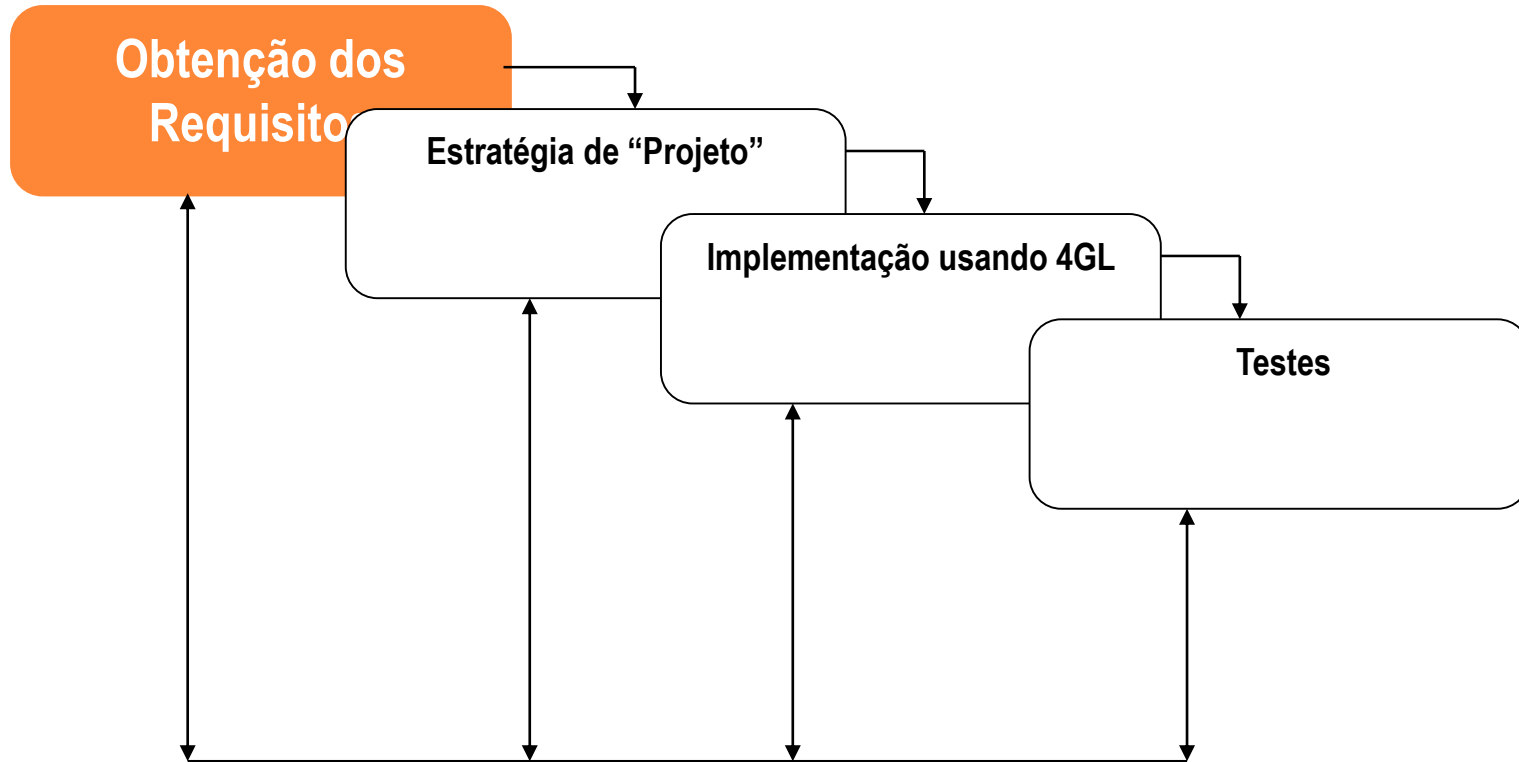 Obtenção dos
Requisito
Estratégia de “Projeto”
Implementação usando 4GL
Testes